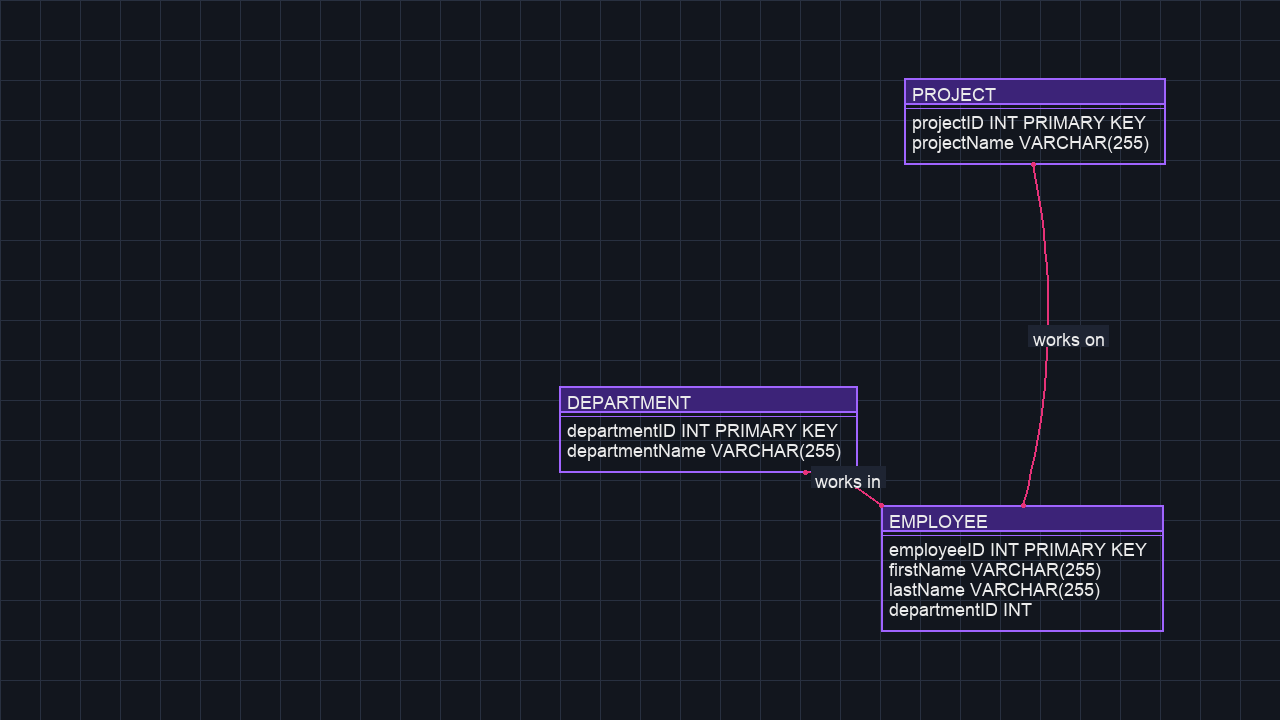 PROJECT
projectID INT PRIMARY KEY
projectName VARCHAR(255)
works on
DEPARTMENT
departmentID INT PRIMARY KEY
departmentName VARCHAR(255)
works in
EMPLOYEE
employeeID INT PRIMARY KEY
firstName VARCHAR(255)
lastName VARCHAR(255)
departmentID INT